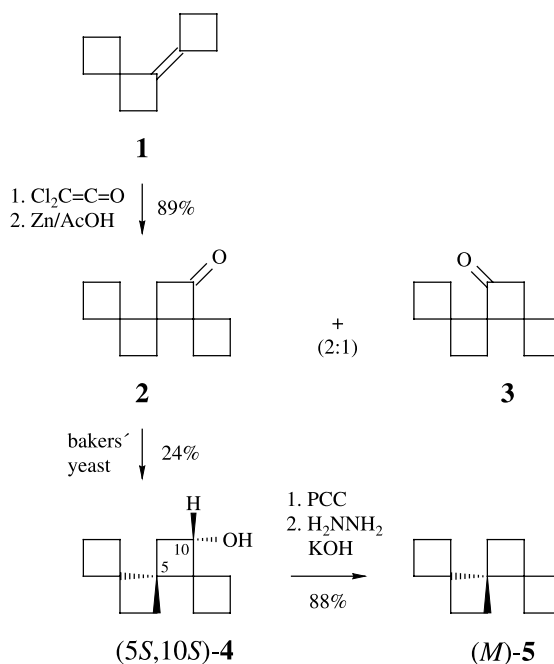 1
1. Cl₂C=C=O
2. Zn/AcOH
89%
O
O
+
(2:1)
2
3
bakers´
yeast
24%
H
OH
10
5
1. PCC
2. H₂NNH₂
KOH
88%
(5S,10S)-4
(M)-5